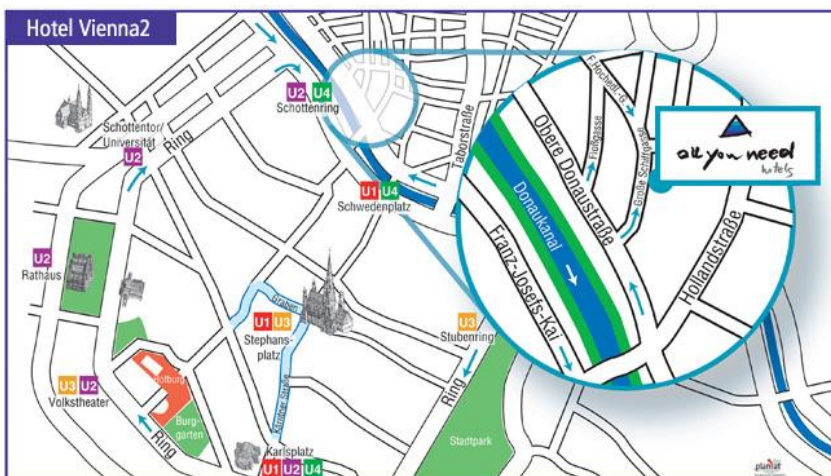 Hotel Vienna2
U2 U4
Schottenring
Schottentor/
Universität
U2
Ring
Taborstraße
U1 U4
Schwedenplatz
U2
Rathaus
Graben
U1 U3
Stephans-
platz
U3
Stubenring
Ring
U3 U2
Volkstheater
Hofburg
Burg-
garten
Ring
Kärntner Straße
Karlsplatz
U1 U2 U4
Stadtpark
F.Hochedl.-G.
Floßgasse
Große Schiffgasse
Obere Donaustraße
Donaukanal
Franz-Josefs-Kai
Hollandstraße
all you need
hotels